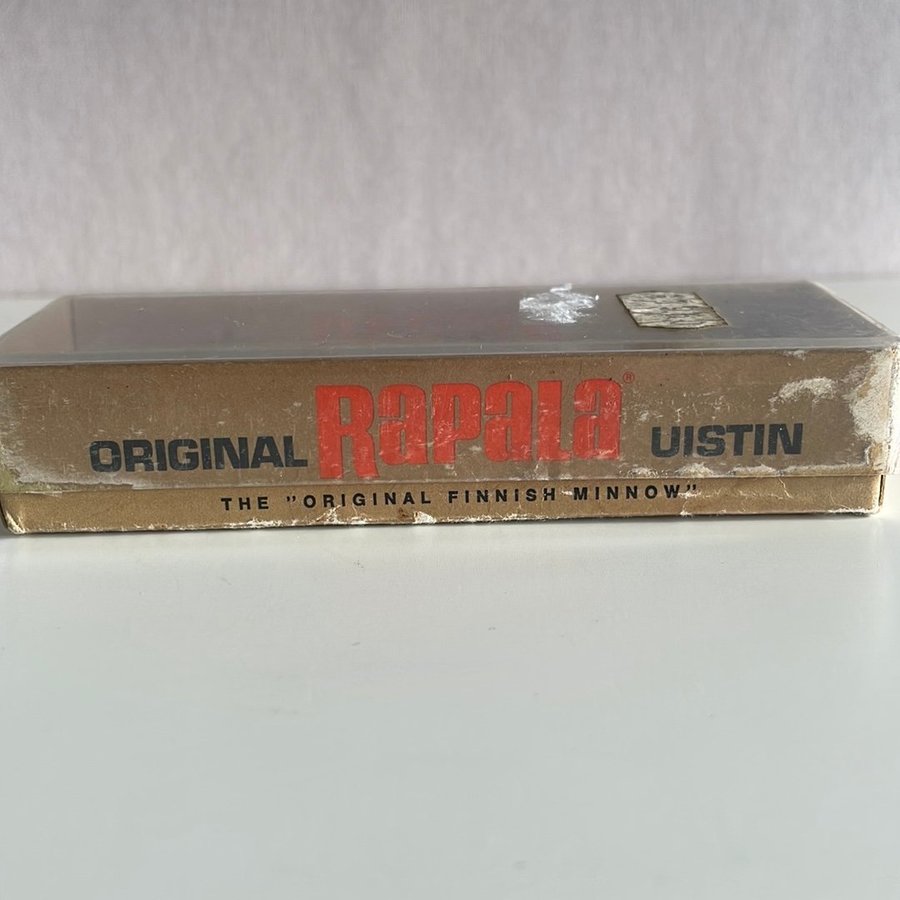 ORIGINAL Rapala® UISTIN
THE "ORIGINAL FINNISH MINNOW"